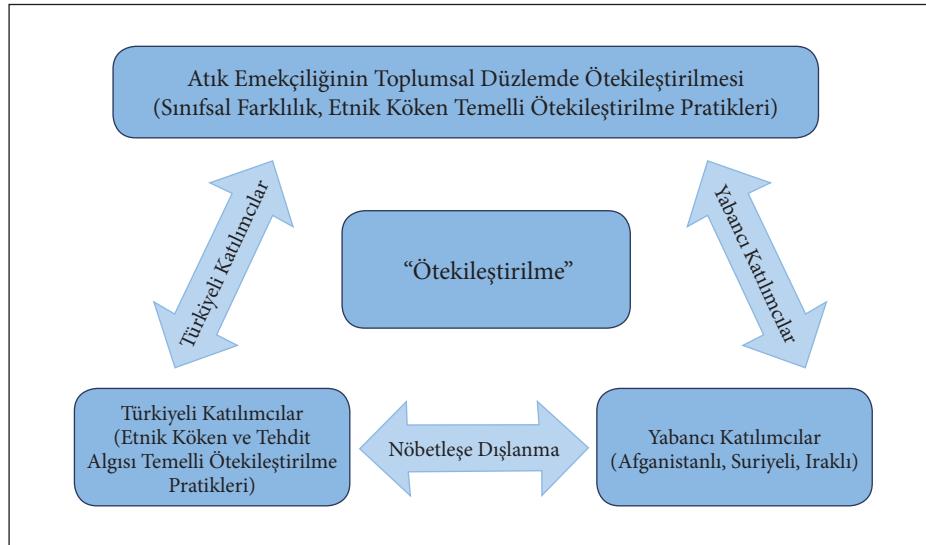 Atık Emekçiliğinin Toplumsal Düzlemde Ötekileştirilmesi
(Sınıfsal Farklılık, Etnik Köken Temelli Ötekileştirilme Pratikleri)
Türkiyeli Katılımcılar
Yabancı Katılımcılar
“Ötekileştirilme”
Türkiyeli Katılımcılar
(Etnik Köken ve Tehdit
Algısı Temelli Ötekileştirilme
Pratikleri)
Nöbetleşe Dışlanma
Yabancı Katılımcılar
(Afganistanlı, Suriyeli, Iraklı)